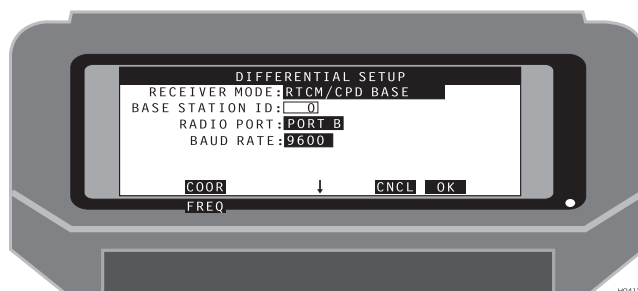 DIFFERENTIAL SETUP
RECEIVER MODE: RTCM/CPD BASE
BASE STATION ID: 0
RADIO PORT: PORT B
BAUD RATE: 9600
COOR ↓ CNCL OK
FREQ